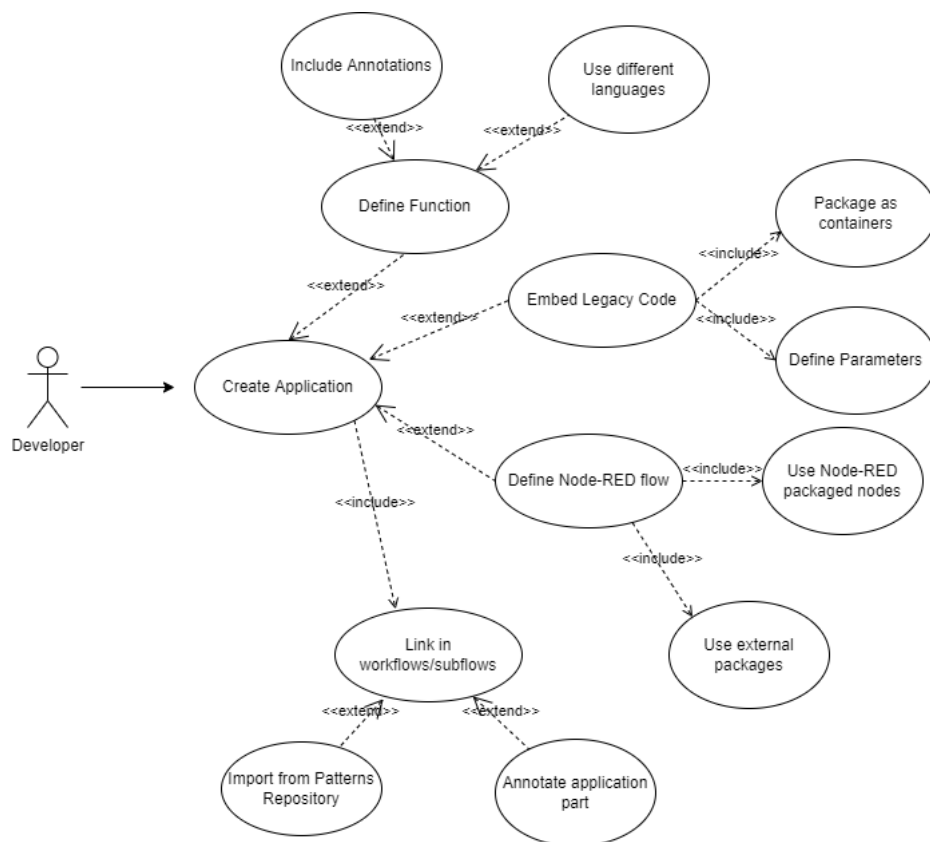 Include Annotations
Use different
languages
<<extend>>
<<extend>>
Define Function
Package as
containers
<<include>>
<<extend>>
Embed Legacy Code
<<extend>>
<<include>>
Define Parameters
Create Application
Developer
<<extend>>
Define Node-RED flow
<<include>>
Use Node-RED
packaged nodes
<<include>>
<<include>>
Link in
workflows/subflows
Use external
packages
<<extend>>
<<extend>>
Import from Patterns
Repository
Annotate application
part